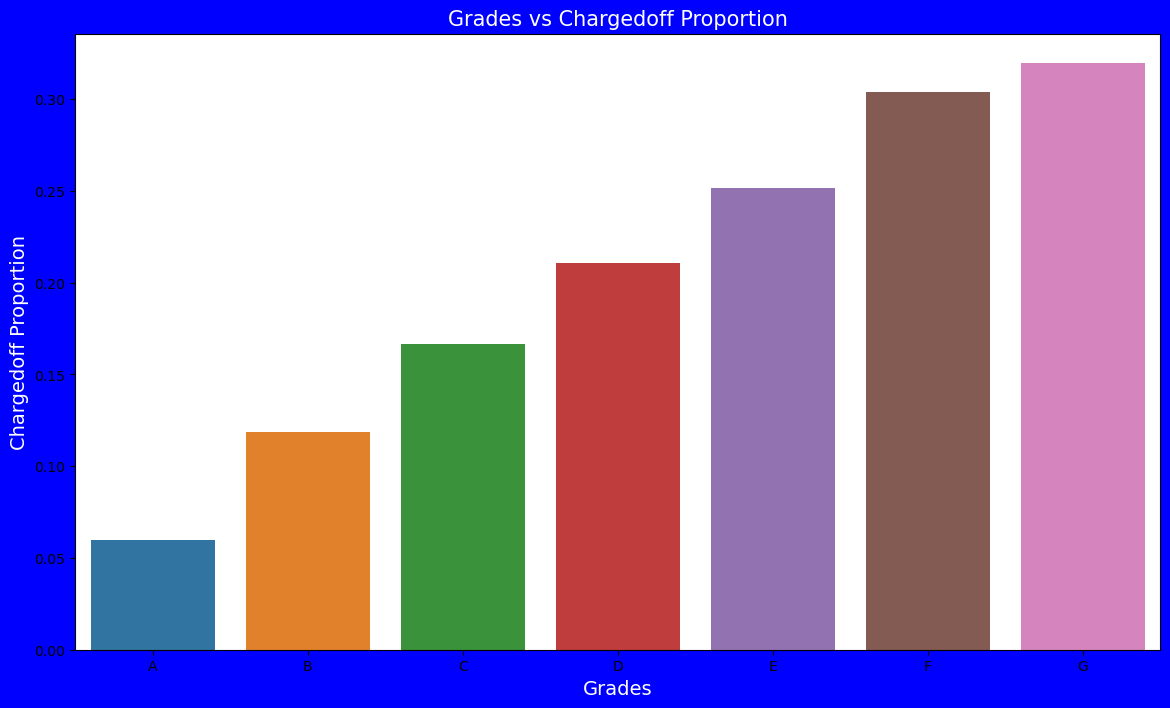 Grades vs Chargedoff Proportion
Chargedoff Proportion
0.30
0.25
0.20
0.15
0.10
0.05
0.00
A B C D E F G
Grades